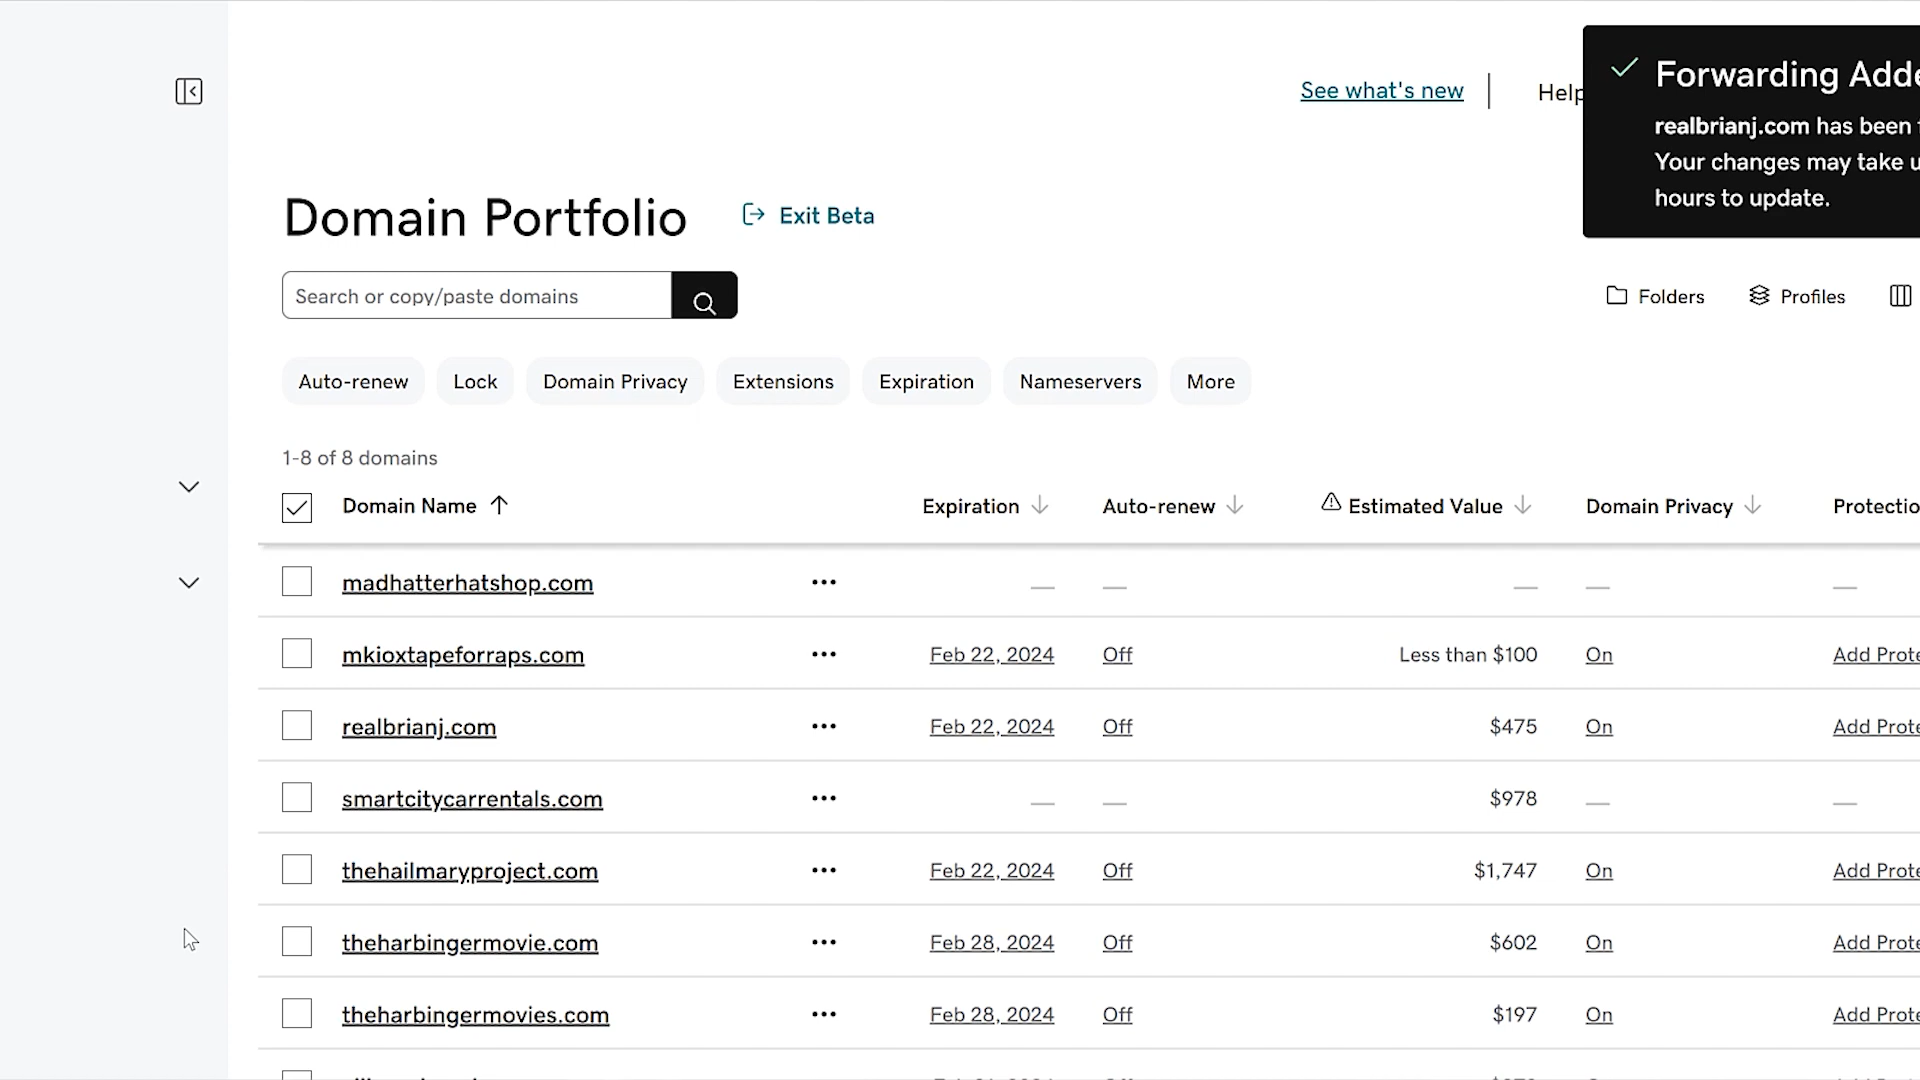 See what's new
Help
Forwarding Adde
realbrianj.com has been
Your changes may take u
hours to update.
Domain Portfolio
Exit Beta
Search or copy/paste domains
Folders
Profiles
Auto-renew
Lock
Domain Privacy
Extensions
Expiration
Nameservers
More
1-8 of 8 domains
Domain Name Expiration Auto-renew Estimated Value Domain Privacy Protectio
madhatterhatshop.com ••• — — — — —
mkioxtapeforraps.com ••• Feb 22, 2024 Off Less than $100 On Add Prote
realbrianj.com ••• Feb 22, 2024 Off $475 On Add Prote
smartcitycarrentals.com ••• — — $978 — —
thehailmaryproject.com ••• Feb 22, 2024 Off $1,747 On Add Prote
theharbingermovie.com ••• Feb 28, 2024 Off $602 On Add Prote
theharbingermovies.com ••• Feb 28, 2024 Off $197 On Add Prote